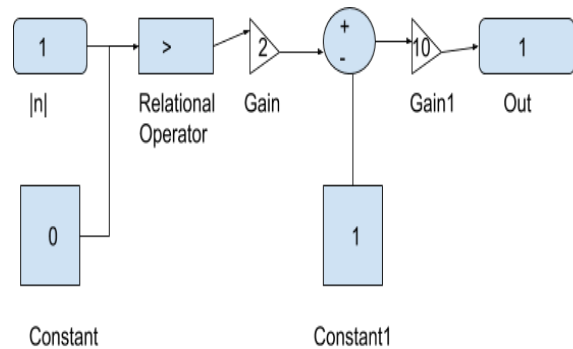 1
>
2
+
-
10
1
|n|
Relational
Operator
Gain
Gain1
Out
0
1
Constant
Constant1